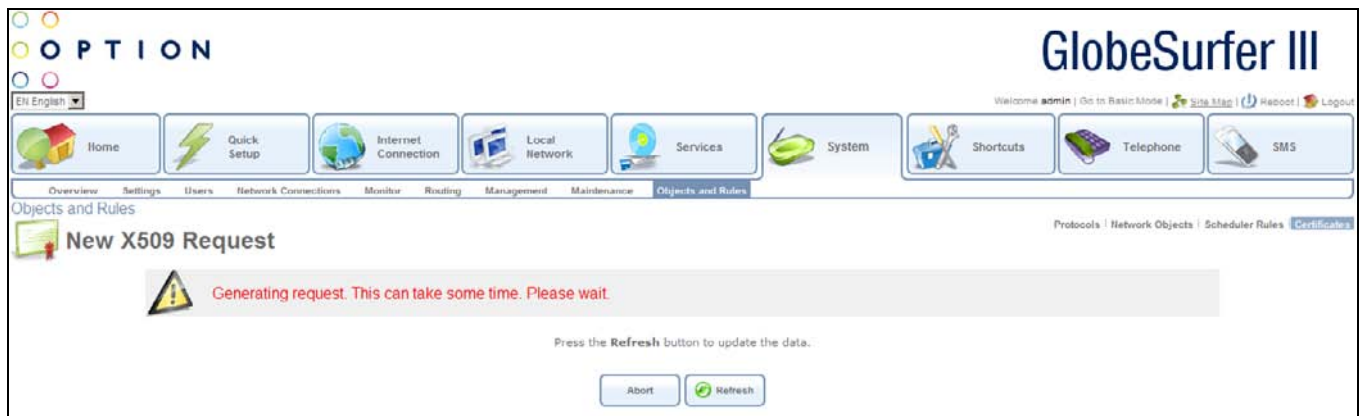 OPTION
GlobeSurfer III
EN English
Welcome admin | Go to Basic Mode | Site Map | Reboot | Logout
Home
Quick Setup
Internet Connection
Local Network
Services
System
Shortcuts
Telephone
SMS
Overview Settings Users Network Connections Monitor Routing Management Maintenance Objects and Rules
Objects and Rules
Protocols | Network Objects | Scheduler Rules | Certificates
New X509 Request
Generating request. This can take some time. Please wait.
Press the Refresh button to update the data.
Abort Refresh